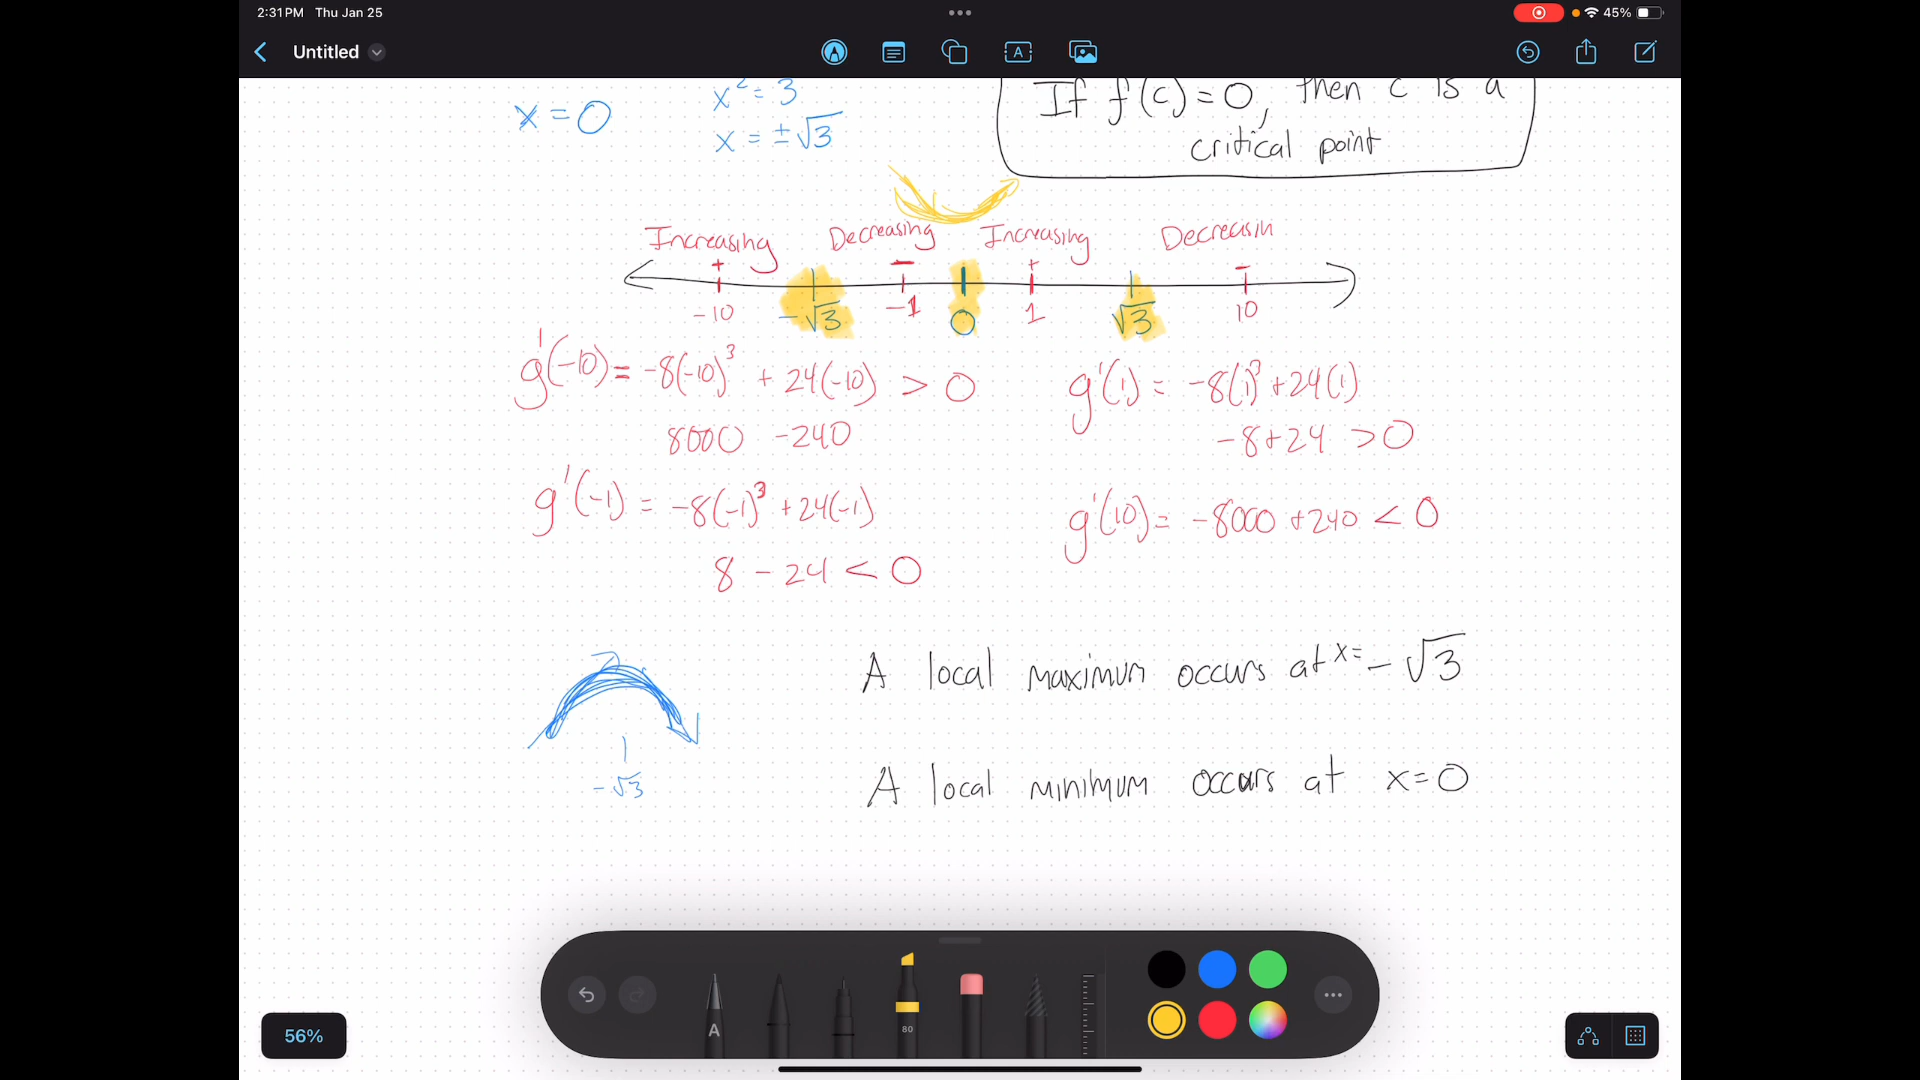 2:31 PM Thu Jan 25
45%
Untitled
A
x = 0
x² = 3
x = ±√3
If f'(c) = 0, then c is a
critical point
Increasing Decreasing Increasing Decreasin
+ − + −
-10 -√3 -1 0 1 √3 10
g'(-10) = -8(-10)³ + 24(-10) > 0
8000 -240
g'(1) = -8(1)³ + 24(1)
-8+24 > 0
g'(-1) = -8(-1)³ + 24(-1)
8 - 24 < 0
g'(10) = -8000 + 240 < 0
A local maximum occurs at x= -√3
-√3
A local minimum occurs at x=0
A
80
56%